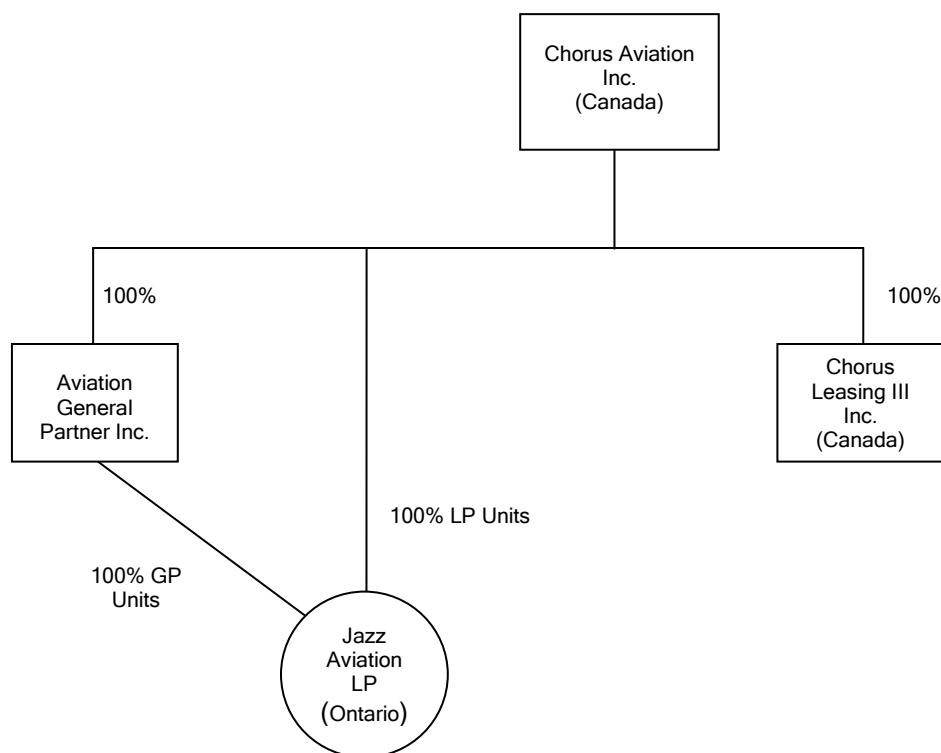 Chorus Aviation
Inc.
(Canada)
100%
100%
Aviation
General
Partner Inc.
Chorus
Leasing III
Inc.
(Canada)
100% LP Units
100% GP
Units
Jazz
Aviation
LP
(Ontario)